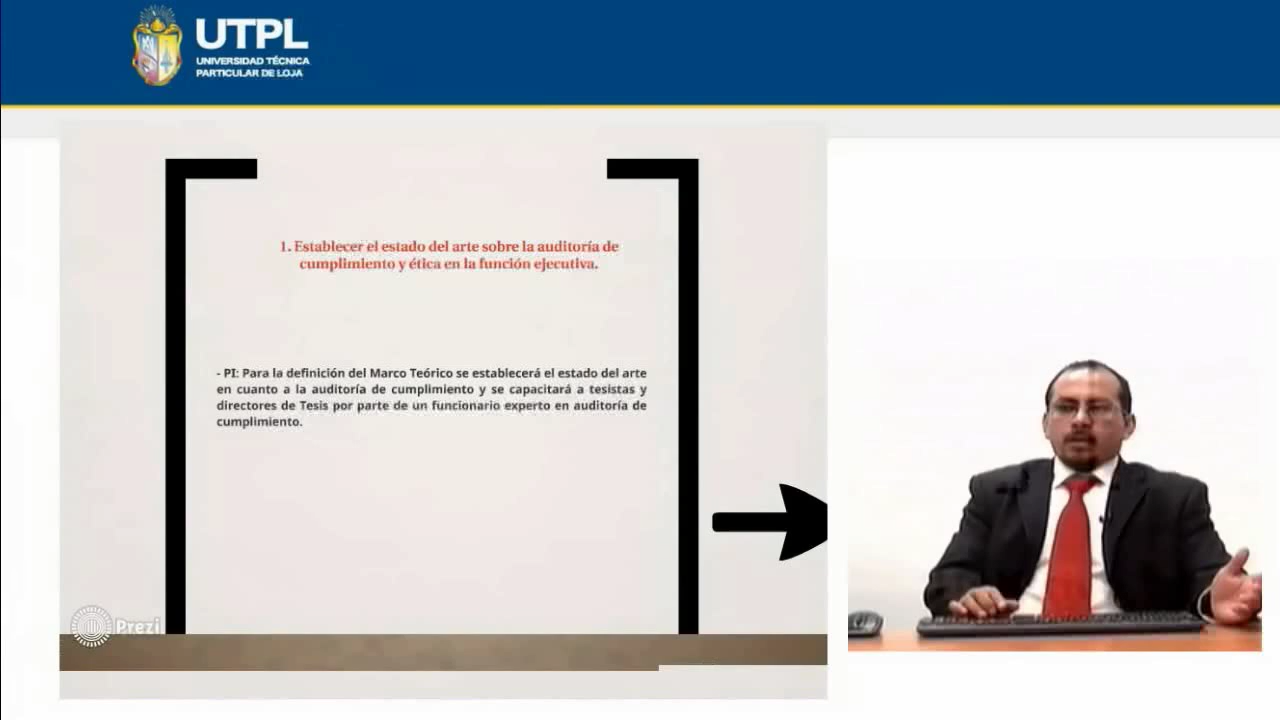 UTPL
UNIVERSIDAD TÉCNICA
PARTICULAR DE LOJA
1. Establecer el estado del arte sobre la auditoría de
cumplimiento y ética en la función ejecutiva.
- PI: Para la definición del Marco Teórico se establecerá el estado del arte
en cuanto a la auditoría de cumplimiento y se capacitará a tesistas y
directores de Tesis por parte de un funcionario experto en auditoría de
cumplimiento.
Prezi